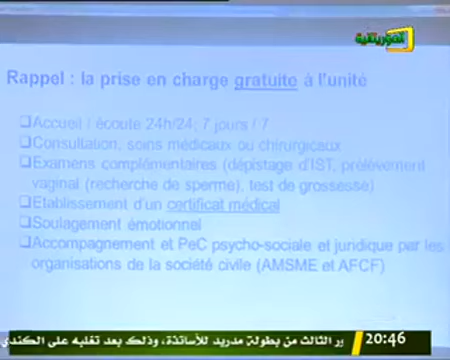 الموريتانية
Rappel : la prise en charge gratuite à l'unité
❑Accueil / écoute 24h/24; 7 jours / 7
❑Consultation, soins médicaux ou chirurgicaux
❑Examens complémentaires (dépistage d'IST, prélèvement
vaginal (recherche de sperme), test de grossesse)
❑Etablissement d'un certificat médical
❑Soulagement émotionnel
❑Accompagnement et PeC psycho-sociale et juridique par les
organisations de la société civile (AMSME et AFCF)
ور الثالث من بطولة مدريد للأساتذة، وذلك بعد تغلبه على الكندي
20:46